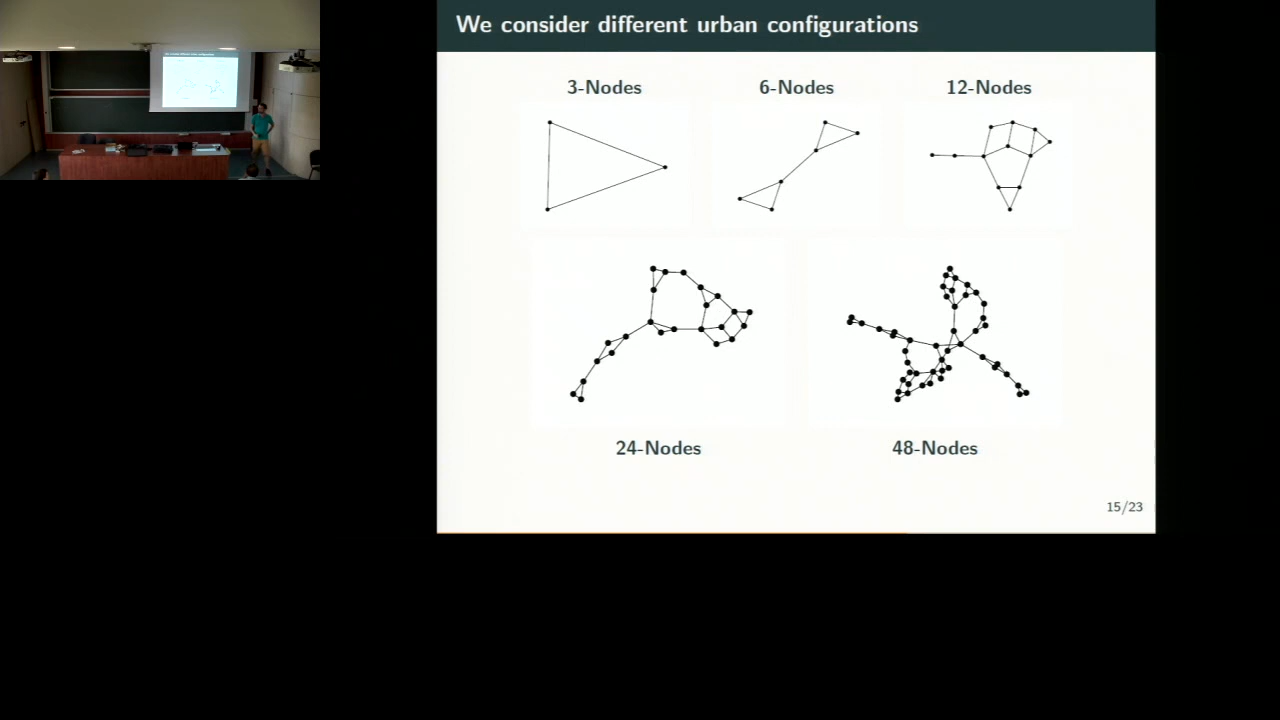 We consider different urban configurations
3-Nodes
6-Nodes
12-Nodes
24-Nodes
48-Nodes
15/23